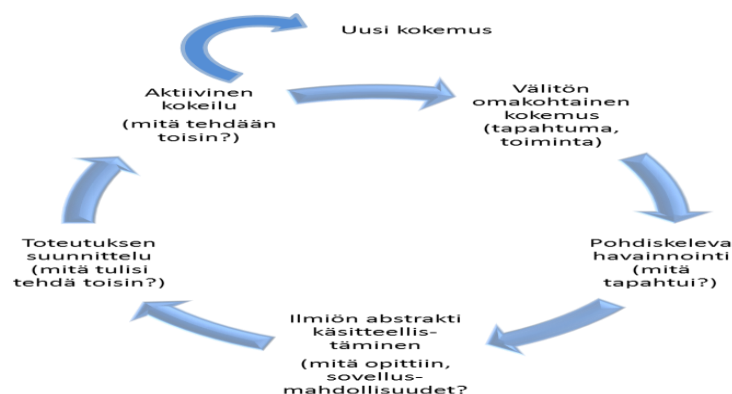 Uusi kokemus
Välitön
omakohtainen
kokemus
(tapahtuma,
toiminta)
Pohdiskeleva
havainnointi
(mitä
tapahtui?)
Ilmiön abstrakti
käsitteellis-
täminen
(mitä opittiin,
sovellus-
mahdollisuudet?
Toteutuksen
suunnittelu
(mitä tulisi
tehdä toisin?)
Aktiivinen
kokeilu
(mitä tehdään
toisin?)